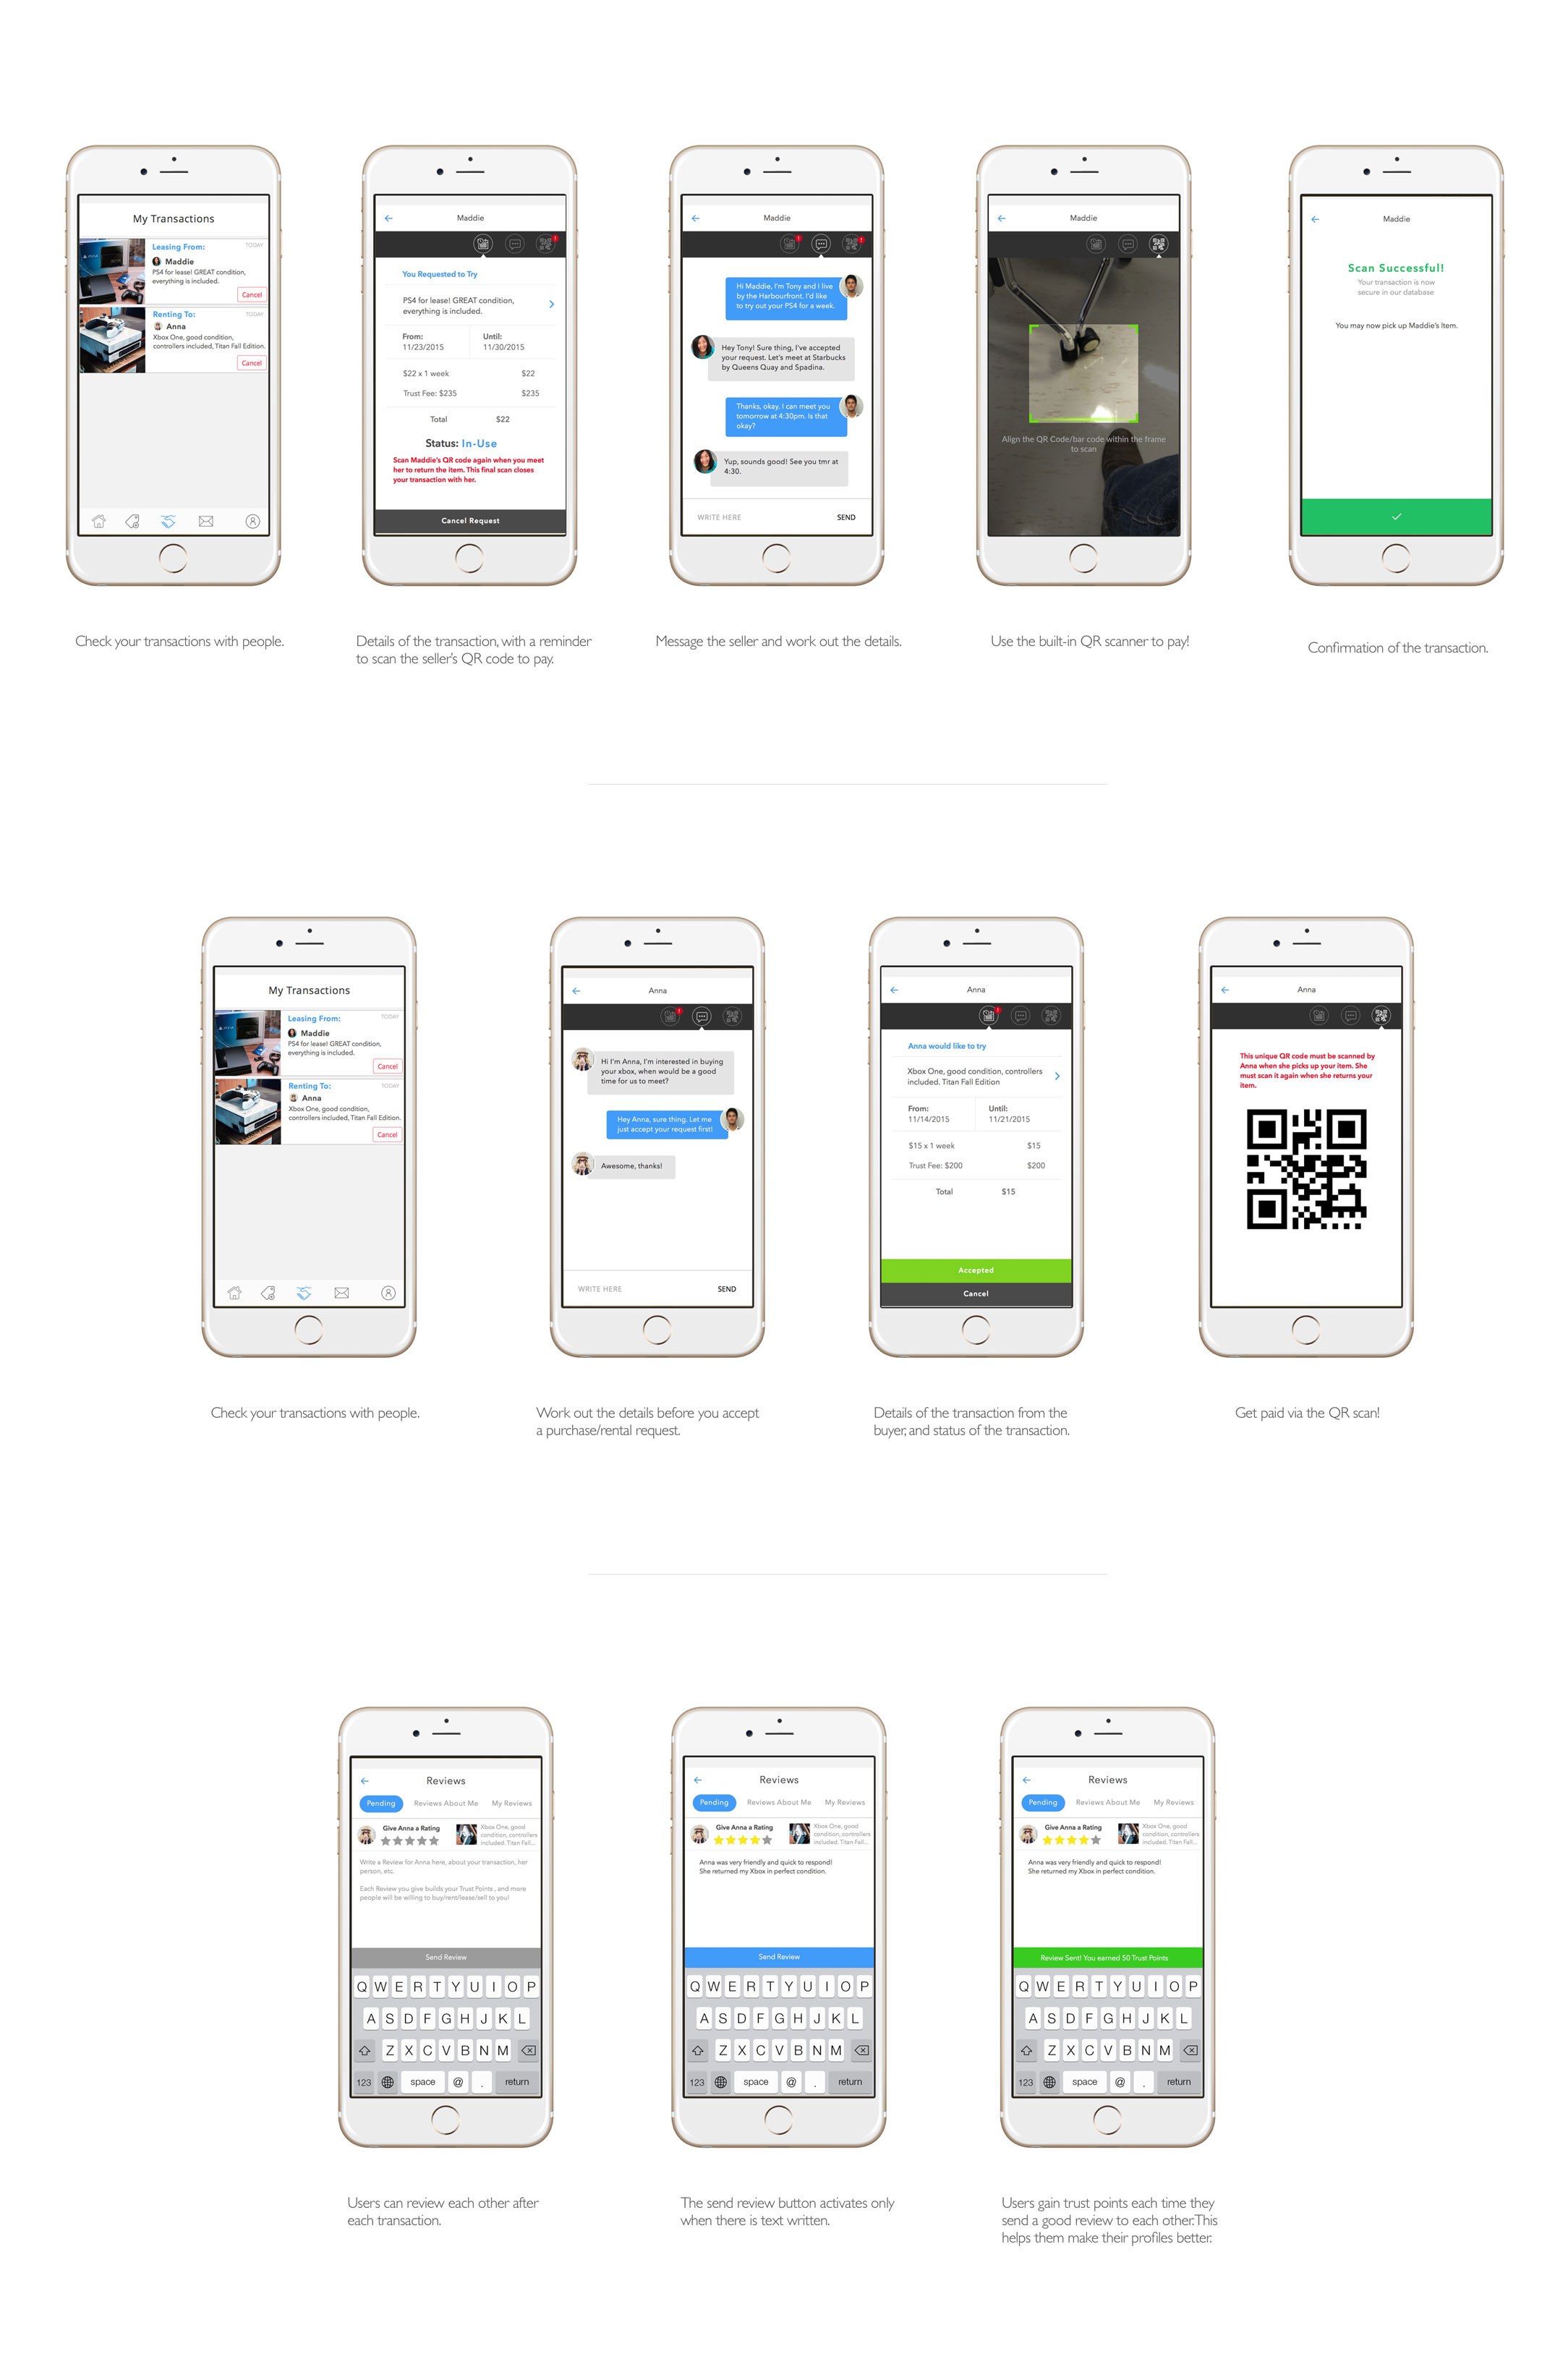 My Transactions
Leasing From:
TODAY
Maddie
PS4 for lease! GREAT condition,
everything is included.
Cancel
Renting To:
TODAY
Anna
Xbox One, good condition,
controllers included, Titan Fall Edition.
Cancel
Check your transactions with people.
Maddie
You Requested to Try
PS4 for lease! GREAT condition,
everything is included.
From:
11/23/2015
Until:
11/30/2015
$22 x 1 week
$22
Trust Fee: $235
$235
Total
$22
Status: In-Use
Scan Maddie's QR code again when you meet
her to return the item. This final scan closes
your transaction with her.
Cancel Request
Details of the transaction, with a reminder
to scan the seller's QR code to pay.
Maddie
Hi Maddie, I'm Tony and I live
by the Harbourfront. I'd like
to try out your PS4 for a week.
Hey Tony! Sure thing, I've accepted
your request. Let's meet at Starbucks
by Queens Quay and Spadina.
Thanks, okay. I can meet you
tomorrow at 4:30pm. Is that
okay?
Yup, sounds good! See you tmr at
4:30.
WRITE HERE
SEND
Message the seller and work out the details.
Maddie
Align the QR Code/bar code within the frame
to scan
Use the built-in QR scanner to pay!
Maddie
Scan Successful!
Your transaction is now
secure in our database
You may now pick up Maddie's Item.
Confirmation of the transaction.
My Transactions
Leasing From:
TODAY
Maddie
PS4 for lease! GREAT condition,
everything is included.
Cancel
Renting To:
TODAY
Anna
Xbox One, good condition,
controllers included, Titan Fall Edition.
Cancel
Check your transactions with people.
Anna
Hi I'm Anna, I'm interested in buying
your xbox, when would be a good
time for us to meet?
Hey Anna, sure thing. Let me
just accept your request first!
Awesome, thanks!
WRITE HERE
SEND
Work out the details before you accept
a purchase/rental request.
Anna
Anna would like to try
Xbox One, good condition, controllers
included. Titan Fall Edition
From:
11/14/2015
Until:
11/21/2015
$15 x 1 week
$15
Trust Fee: $200
$200
Total
$15
Accepted
Cancel
Details of the transaction from the
buyer, and status of the transaction.
Anna
This unique QR code must be scanned by
Anna when she picks up your item. She
must scan it again when she returns your
item.
Get paid via the QR scan!
Reviews
Pending
Reviews About Me
My Reviews
Give Anna a Rating
Xbox One, good
condition, controllers
included. Titan Fall...
Write a Review for Anna here, about your transaction, her
person, etc.
Each Review you give builds your Trust Points , and more
people will be willing to buy/rent/lease/sell to you!
Send Review
Q W E R T Y U I O P
A S D F G H J K L
Z X C V B N M
123 space @ . return
Users can review each other after
each transaction.
Reviews
Pending
Reviews About Me
My Reviews
Give Anna a Rating
Xbox One, good
condition, controllers
included. Titan Fall...
Anna was very friendly and quick to respond!
She returned my Xbox in perfect condition.
Send Review
Q W E R T Y U I O P
A S D F G H J K L
Z X C V B N M
123 space @ . return
The send review button activates only
when there is text written.
Reviews
Pending
Reviews About Me
My Reviews
Give Anna a Rating
Xbox One, good
condition, controllers
included. Titan Fall...
Anna was very friendly and quick to respond!
She returned my Xbox in perfect condition.
Review Sent! You earned 50 Trust Points
Q W E R T Y U I O P
A S D F G H J K L
Z X C V B N M
123 space @ . return
Users gain trust points each time they
send a good review to each other. This
helps them make their profiles better.